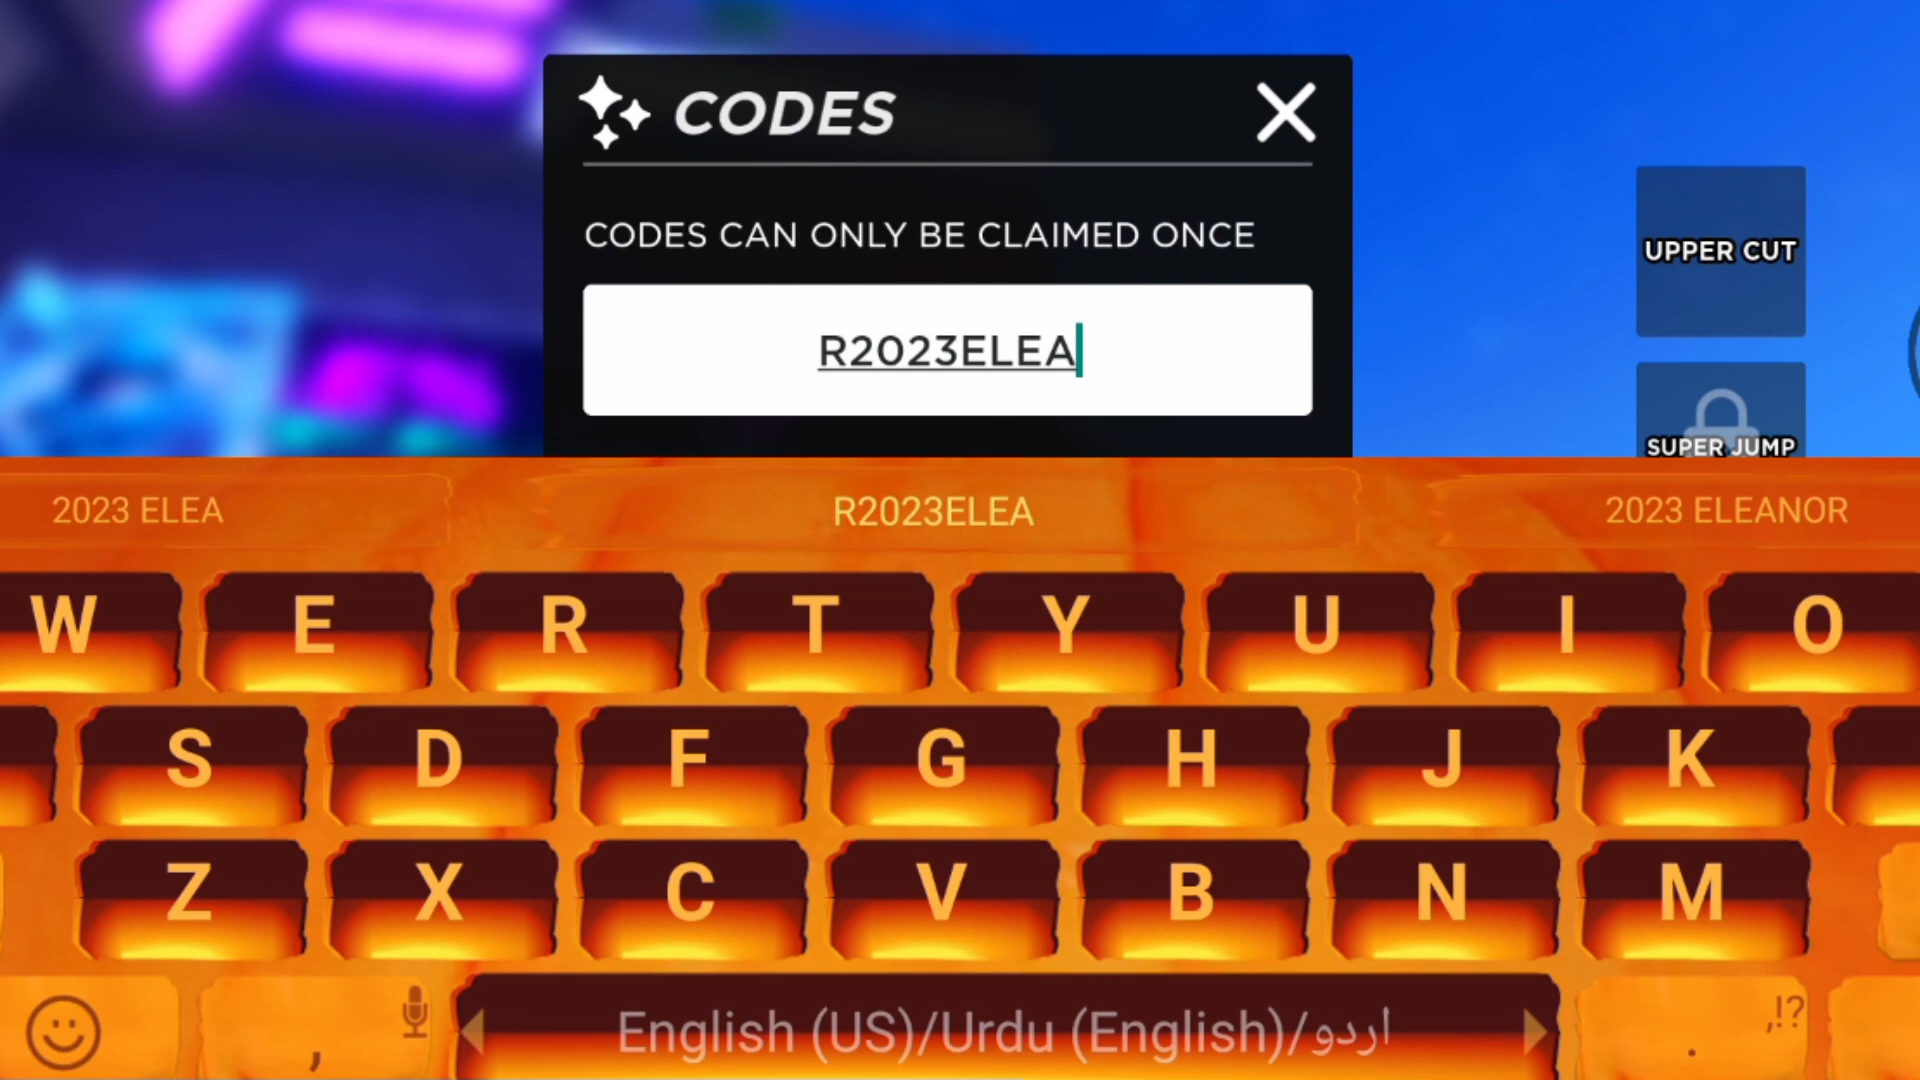 CODES
CODES CAN ONLY BE CLAIMED ONCE
R2023ELEA
UPPER CUT
SUPER JUMP
2023 ELEA R2023ELEA 2023 ELEANOR
W E R T Y U I O
S D F G H J K
Z X C V B N M
, English (US)/Urdu (English)/اردو . ,!?